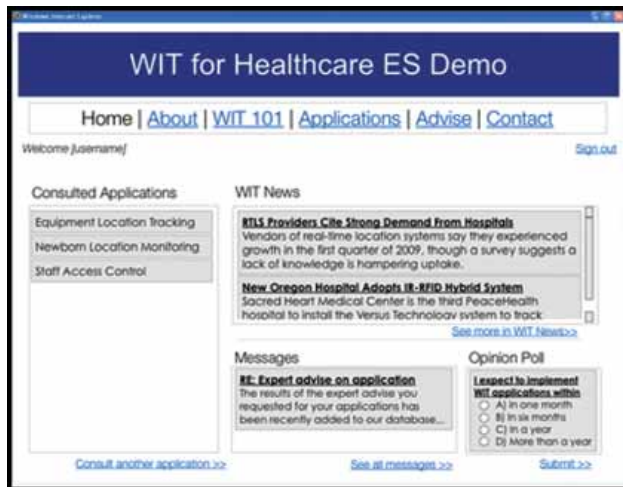 WIT for Healthcare ES Demo
Home | About | WIT 101 | Applications | Advise | Contact
Welcome [username]
Sign out
Consulted Applications
Equipment Location Tracking
Newborn Location Monitoring
Staff Access Control
Consult another application >>
WIT News
RTLS Providers Cite Strong Demand From Hospitals
Vendors of real-time location systems say they experienced
growth in the first quarter of 2009, though a survey suggests a
lack of knowledge is hampering uptake.
New Oregon Hospital Adopts IR-RFID Hybrid System
Sacred Heart Medical Center is the third PeaceHealth
hospital to install the Versus Technology system to track
See more in WIT News>>
Messages
RE: Expert advise on application
The results of the expert advise you
requested for your applications has
been recently added to our database...
See all messages >>
Opinion Poll
I expect to implement
WIT applications within
A) In one month
B) In six months
C) In a year
D) More than a year
Submit >>